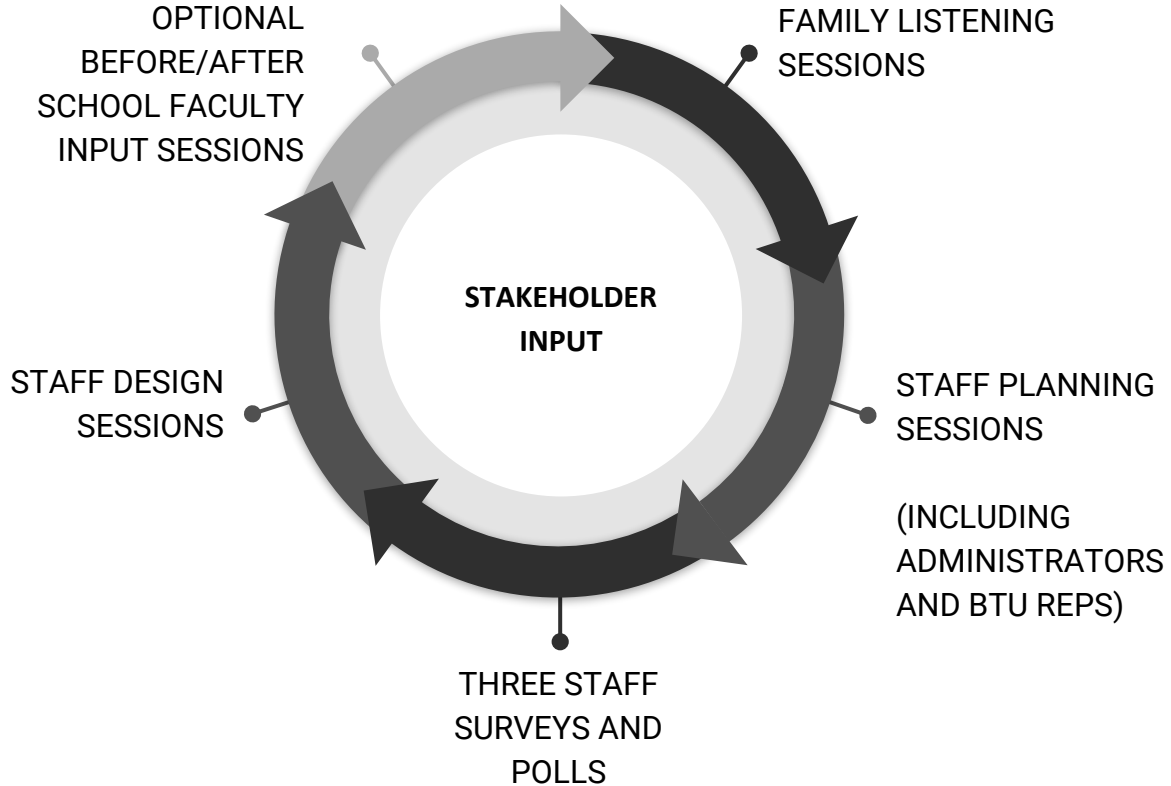 OPTIONAL
BEFORE/AFTER
SCHOOL FACULTY
INPUT SESSIONS
FAMILY LISTENING
SESSIONS
STAKEHOLDER
INPUT
STAFF DESIGN
SESSIONS
STAFF PLANNING
SESSIONS
(INCLUDING
ADMINISTRATORS
AND BTU REPS)
THREE STAFF
SURVEYS AND
POLLS